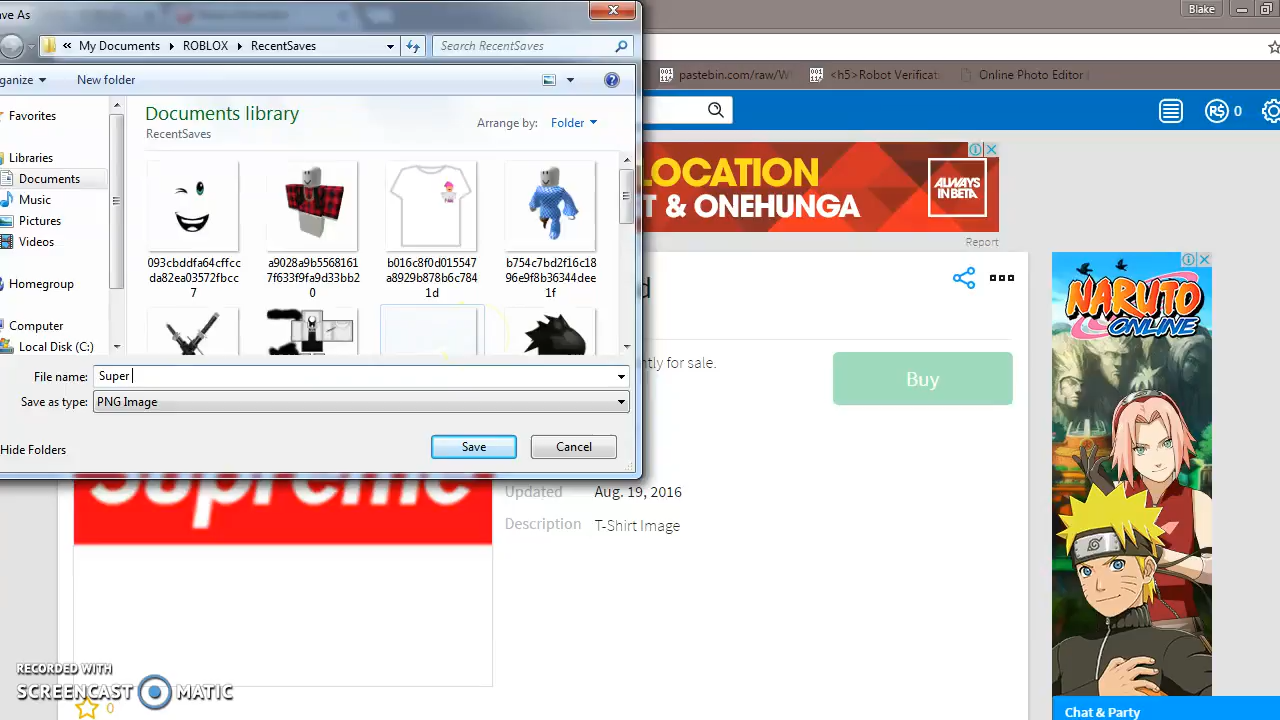 ve As
Blake
« My Documents ▸ ROBLOX ▸ RecentSaves
Search RecentSaves
ganize
New folder
Documents library
RecentSaves
Arrange by:
Folder
Favorites
Libraries
Documents
Music
Pictures
Videos
Homegroup
Computer
Local Disk (C:)
093cbddfa64cffcc
da82ea03572fbcc
7
a9028a9b5568161
7f633f9fa9d33bb2
0
b016c8f0d015547
a8929b878b6c784
1d
b754c7bd2f16c18
96e9f8b36344dee
1f
File name:
Super
Save as type:
PNG Image
Hide Folders
Save
Cancel
pastebin.com/raw/W
<h5>Robot Verificat
Online Photo Editor
R$ 0
LOCATION
T & ONEHUNGA
ALWAYS
IN BETA
Report
d
ntly for sale.
Buy
Supreme
Updated
Aug. 19, 2016
Description
T-Shirt Image
NARUTO
ONLINE
Chat & Party
RECORDED WITH
SCREENCAST MATIC
0